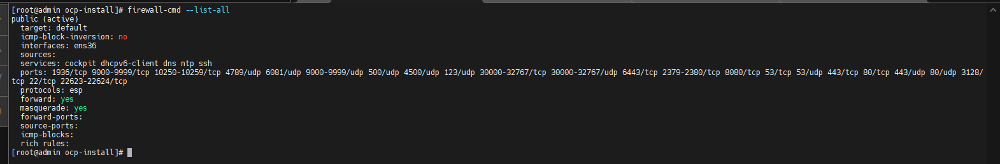 [root@admin ocp-install]# firewall-cmd --list-all
public (active)
  target: default
  icmp-block-inversion: no
  interfaces: ens36
  sources:
  services: cockpit dhcpv6-client dns ntp ssh
  ports: 1936/tcp 9000-9999/tcp 10250-10259/tcp 4789/udp 6081/udp 9000-9999/udp 500/udp 4500/udp 123/udp 30000-32767/tcp 30000-32767/udp 6443/tcp 2379-2380/tcp 8080/tcp 53/tcp 53/udp 443/tcp 80/tcp 443/udp 80/udp 3128/
tcp 22/tcp 22623-22624/tcp
  protocols: esp
  forward: yes
  masquerade: yes
  forward-ports:
  source-ports:
  icmp-blocks:
  rich rules:
[root@admin ocp-install]#